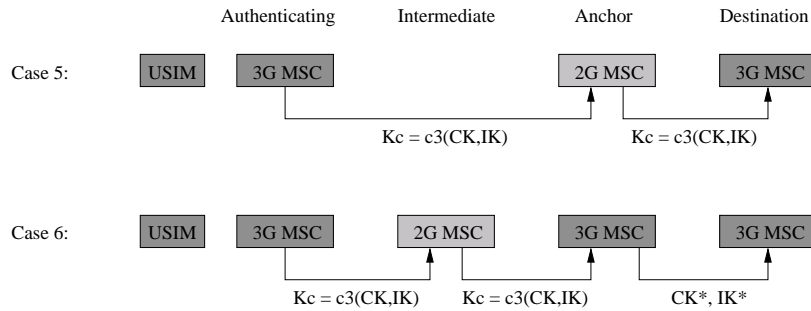 Authenticating Intermediate Anchor Destination
Case 5: USIM 3G MSC 2G MSC 3G MSC
Kc = c3(CK,IK) Kc = c3(CK,IK)
Case 6: USIM 3G MSC 2G MSC 3G MSC 3G MSC
Kc = c3(CK,IK) Kc = c3(CK,IK) CK*, IK*